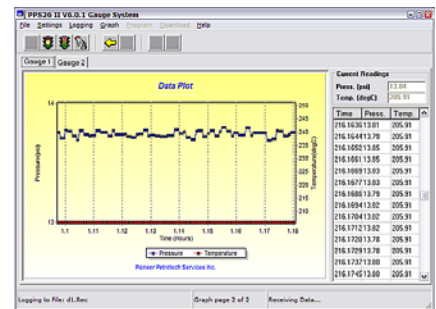 PPS26 II V6.0.1 Gauge System
File Settings Logging Graph Program Download Help
Gauge 1 Gauge 2
Data Plot
14
13
Pressure(psi)
250
245
240
235
230
225
220
215
210
Temperature(degC)
1.1 1.11 1.12 1.13 1.14 1.15 1.16 1.17 1.18
Time (Hours)
Pressure Temperature
Pioneer Petrotech Services Inc.
Current Readings
Press. (psi) 13.84
Temp. (degC) 205.91
Time Press. Temp.
216.1636 13.81 205.91
216.1644 13.79 205.91
216.1652 13.85 205.91
216.1661 13.85 205.91
216.1669 13.83 205.91
216.1677 13.83 205.91
216.1686 13.79 205.91
216.1694 13.82 205.91
216.1704 13.82 205.91
216.1712 13.82 205.91
216.1720 13.78 205.91
216.1729 13.78 205.91
216.1737 13.80 205.91
216.1745 13.80 205.91
Logging to File: d1.Rec Graph page 2 of 2 Receiving Data...